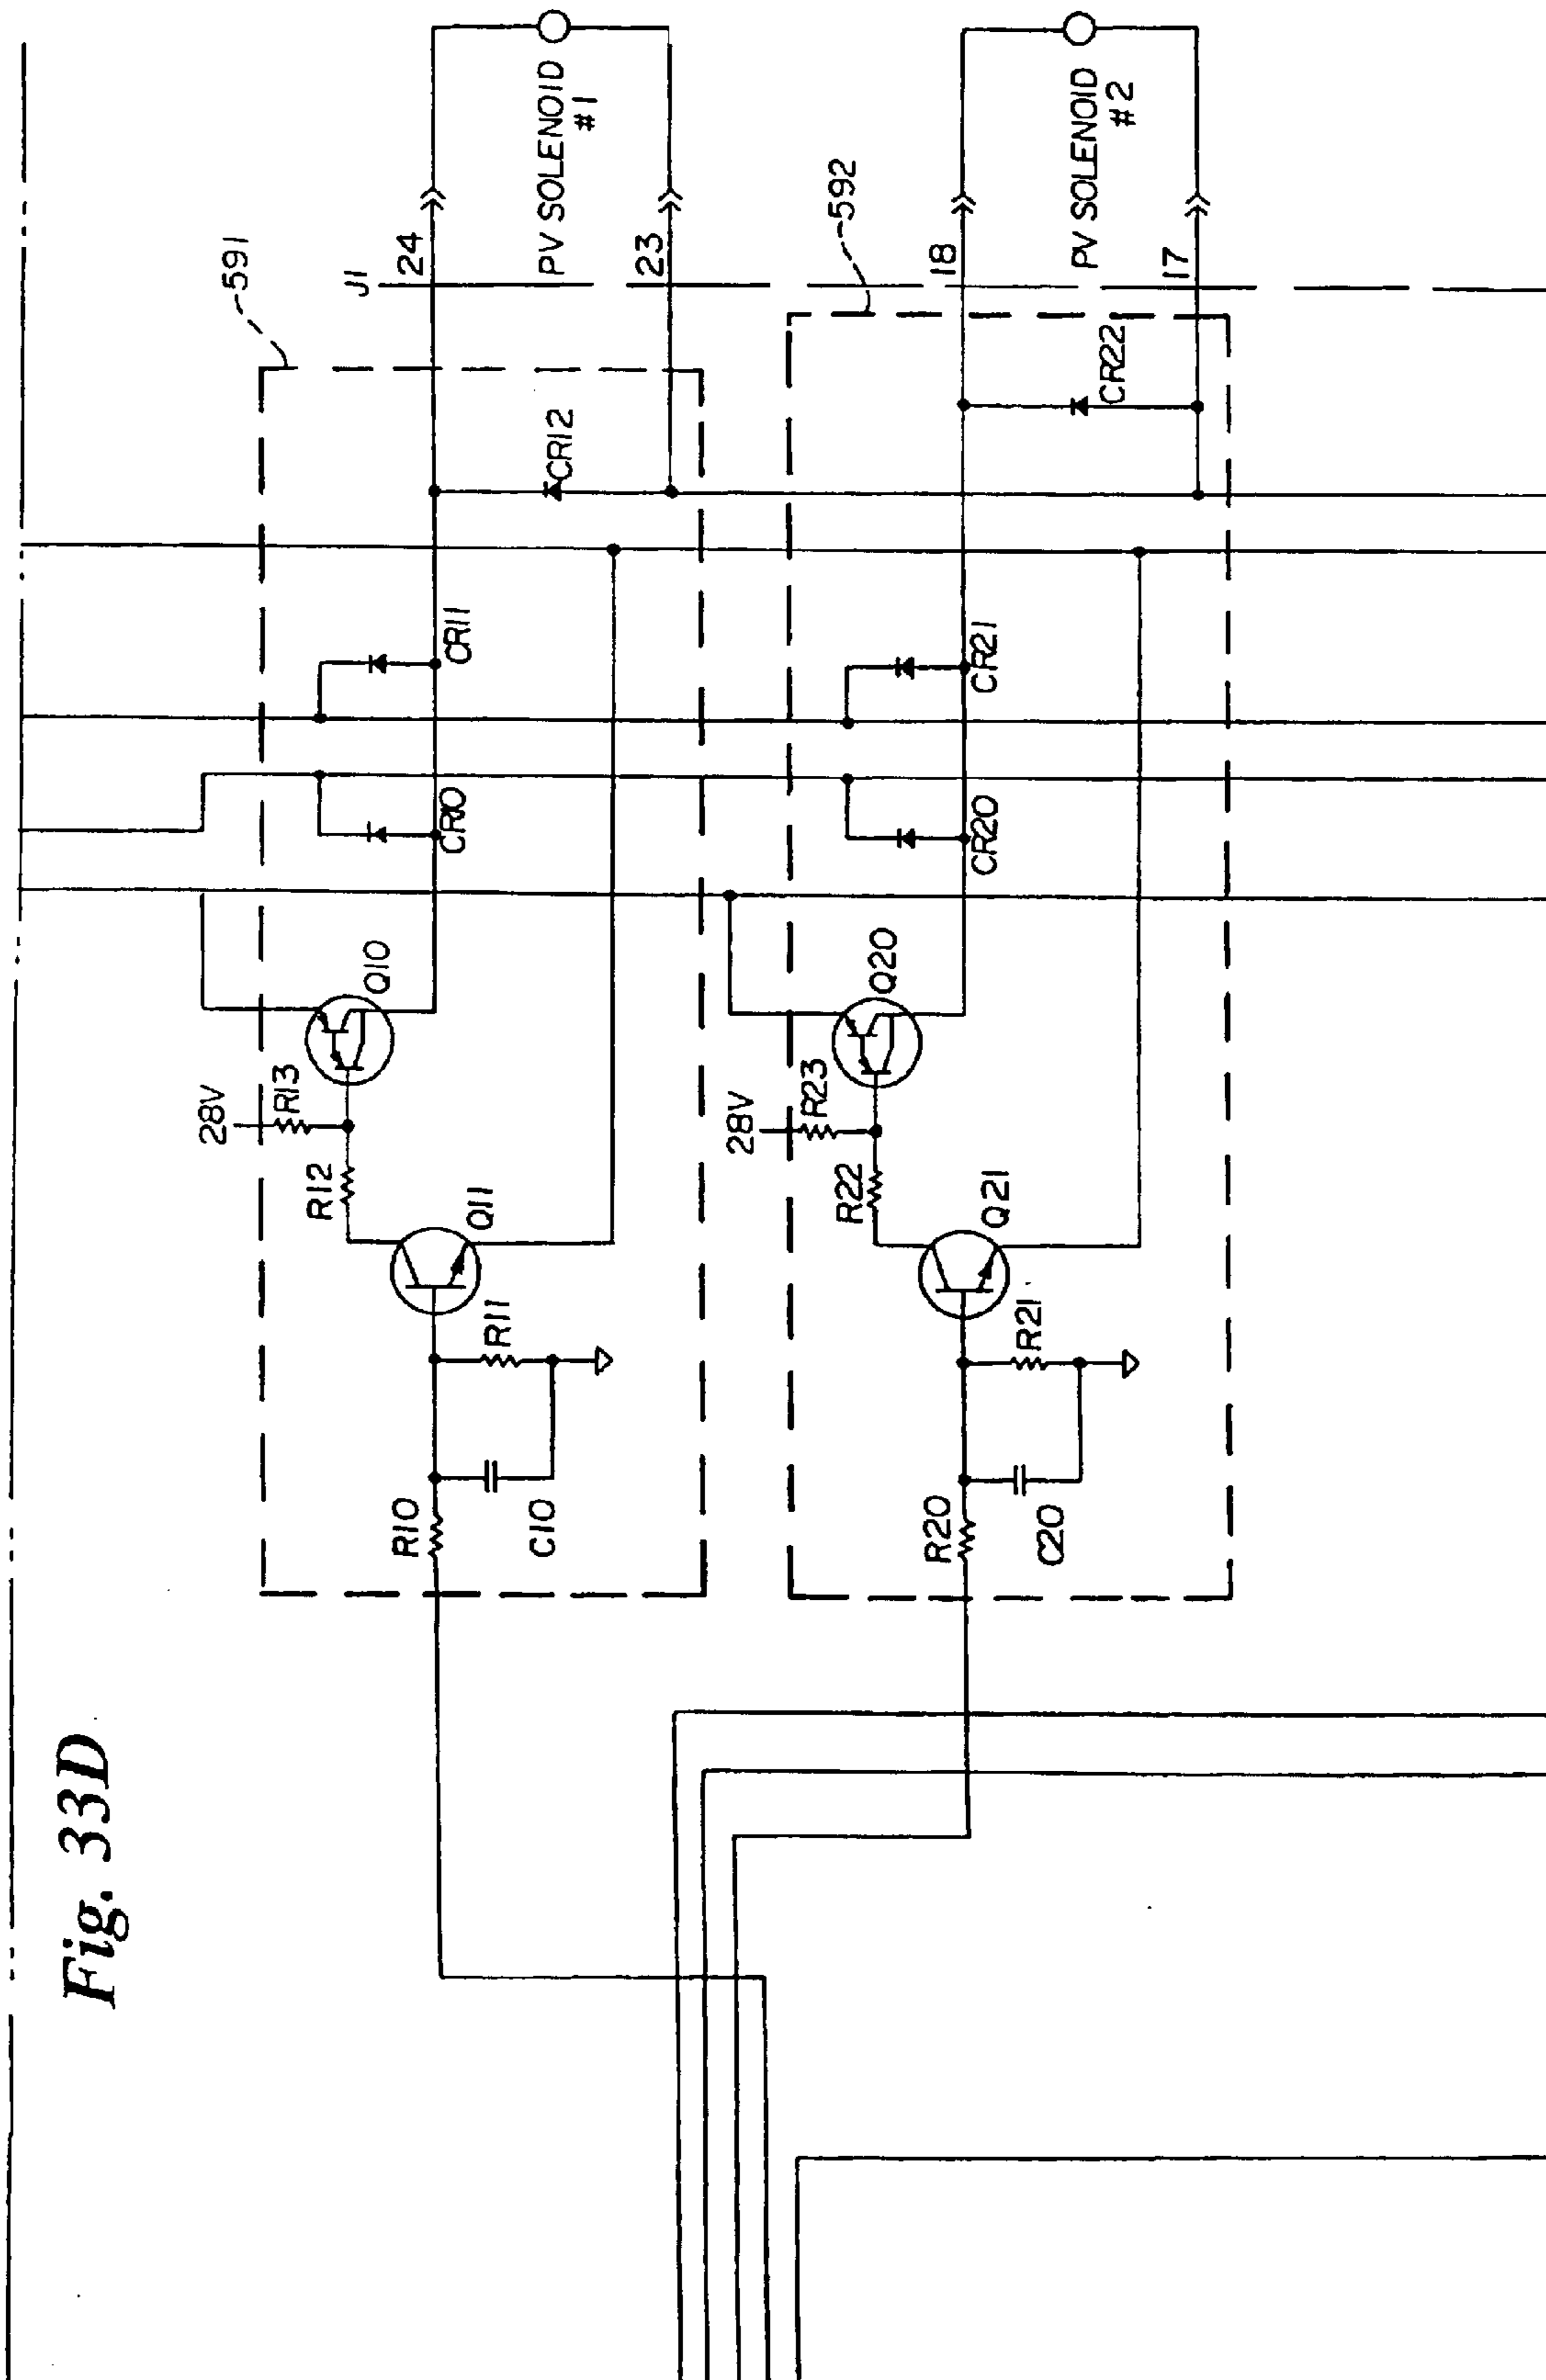 Fig. 33D
591
J1
24
PV SOLENOID
#1
23
CR12
CR11
CR10
Q10
28V
R13
R12
Q11
R11
R10
C10
592
18
PV SOLENOID
#2
17
CR22
CR21
CR20
Q20
28V
R23
R22
Q21
R21
R20
C20